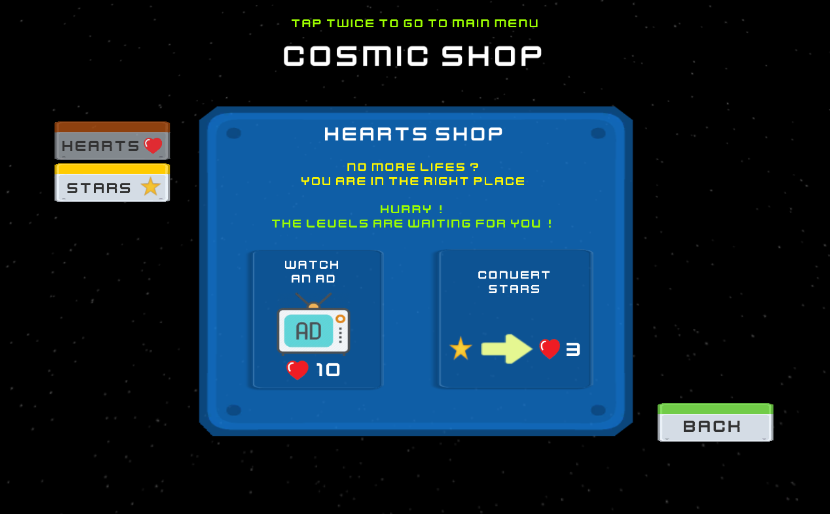 TAP TWICE TO GO TO MAIN MENU
COSMIC SHOP
HEARTS
STARS
HEARTS SHOP
NO MORE LIFES ?
YOU ARE IN THE RIGHT PLACE
HURRY !
THE LEVELS ARE WAITING FOR YOU !
WATCH
AN AD
AD
10
CONVERT
STARS
3
BACK